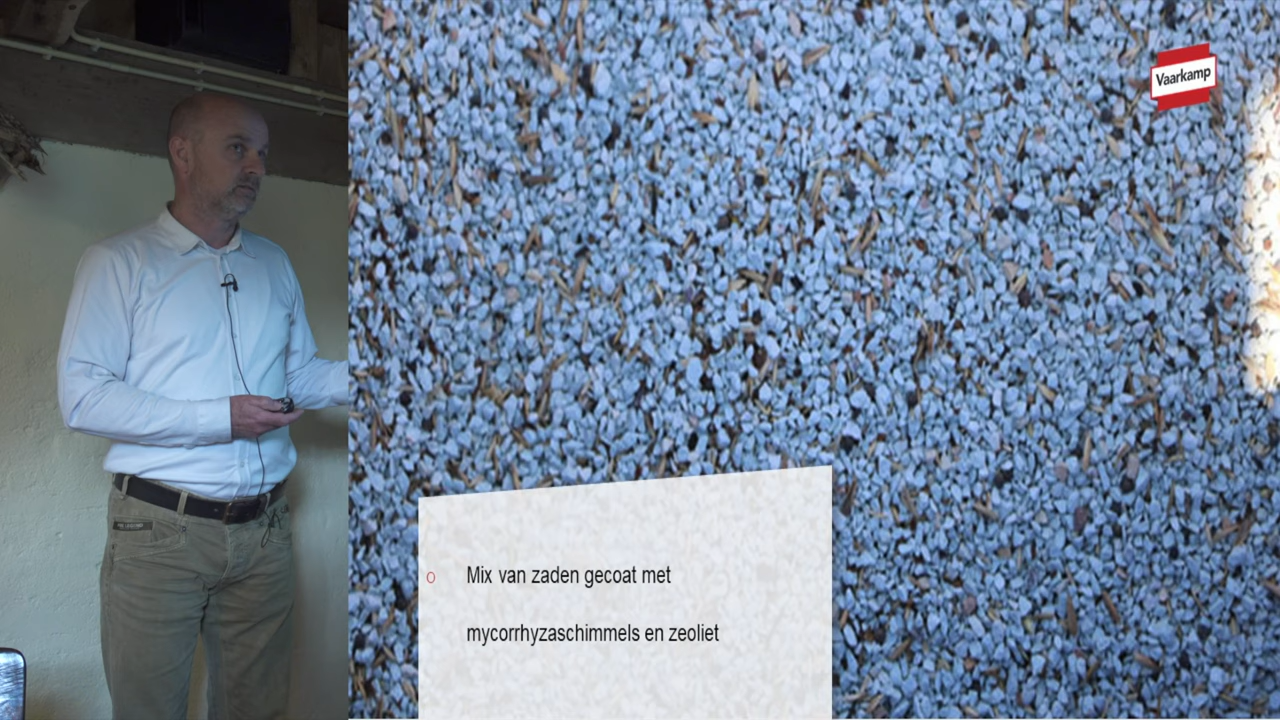 Vaarkamp
Mix van zaden gecoat met
mycorrhyzaschimmels en zeoliet